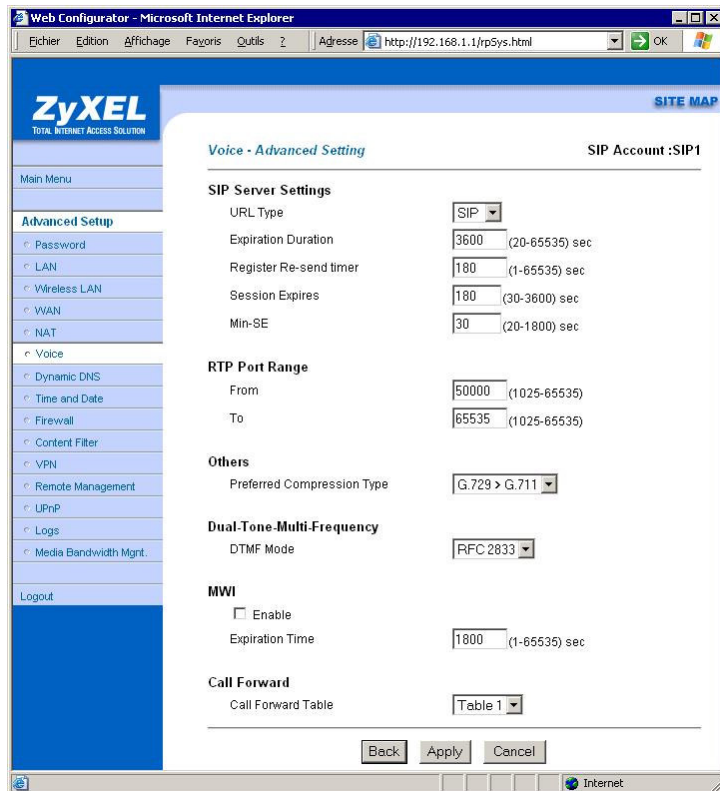 Web Configurator - Microsoft Internet Explorer
Eichier Edition Affichage Favoris Outils ? Adresse http://192.168.1.1/rpSys.html OK
ZyXEL
TOTAL INTERNET ACCESS SOLUTION
SITE MAP
Voice - Advanced Setting SIP Account :SIP1
Main Menu
Advanced Setup
Password
LAN
Wireless LAN
WAN
NAT
Voice
Dynamic DNS
Time and Date
Firewall
Content Filter
VPN
Remote Management
UPnP
Logs
Media Bandwidth Mgnt.
Logout
SIP Server Settings
URL Type SIP
Expiration Duration 3600 (20-65535) sec
Register Re-send timer 180 (1-65535) sec
Session Expires 180 (30-3600) sec
Min-SE 30 (20-1800) sec
RTP Port Range
From 50000 (1025-65535)
To 65535 (1025-65535)
Others
Preferred Compression Type G.729 > G.711
Dual-Tone-Multi-Frequency
DTMF Mode RFC 2833
MWI
Enable
Expiration Time 1800 (1-65535) sec
Call Forward
Call Forward Table Table 1
Back Apply Cancel
Internet